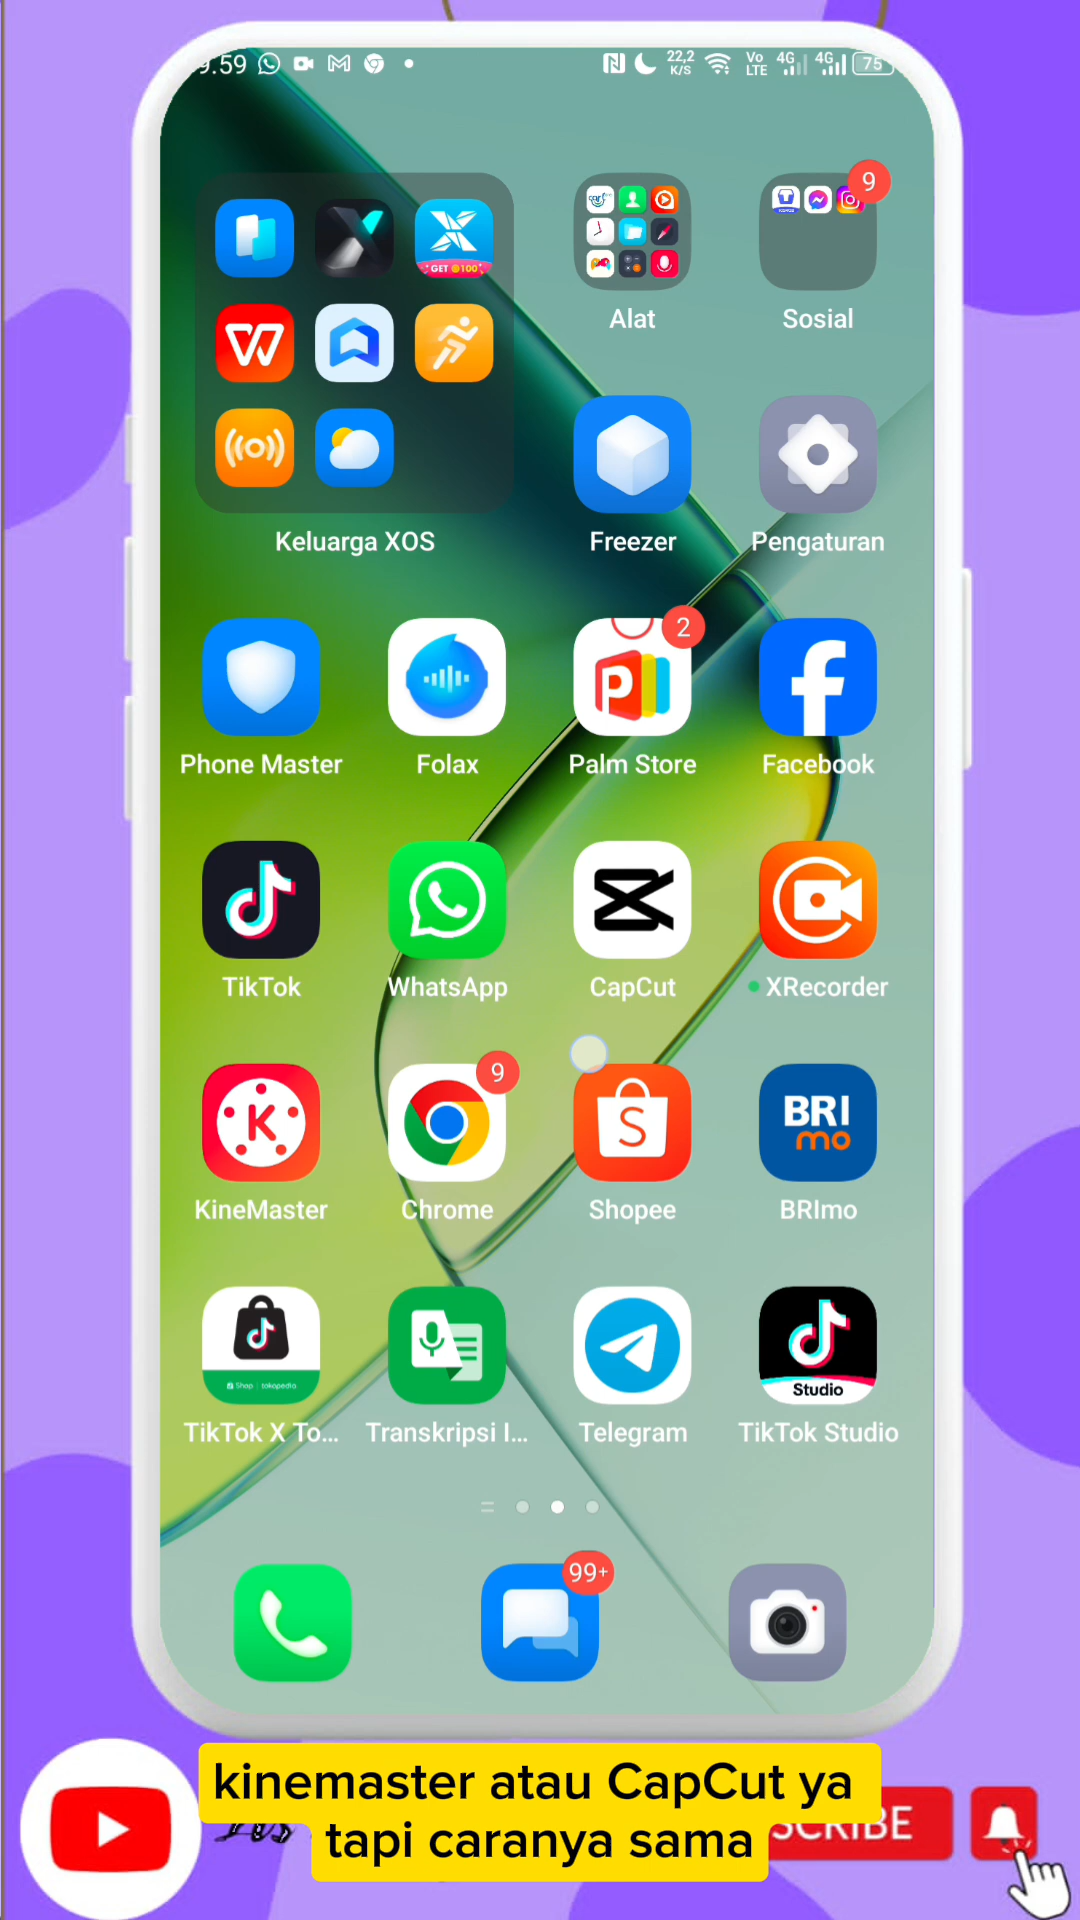 9.59 22,2 K/S Vo LTE 4G 4G 75
9
GET 100
Alat Sosial
Keluarga XOS Freezer Pengaturan
2
Phone Master Folax Palm Store Facebook
TikTok WhatsApp CapCut XRecorder
9
BRI
mo
KineMaster Chrome Shopee BRImo
Shop tokopedia
Studio
TikTok X To... Transkripsi I... Telegram TikTok Studio
99+
kinemaster atau CapCut ya
tapi caranya sama
SCRIBE